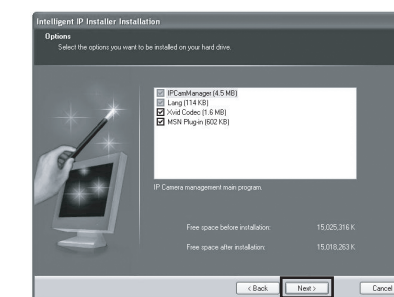 Intelligent IP Installer Installation
Options
Select the options you want to be installed on your hard drive.
IPCamManager (4.5 MB)
Lang (114 KB)
Xvid Codec (1.6 MB)
MSN Plug-in (602 KB)
IP Camera management main program.
Free space before installation: 15,025,316 K
Free space after installation: 15,018,263 K
< Back Next > Cancel